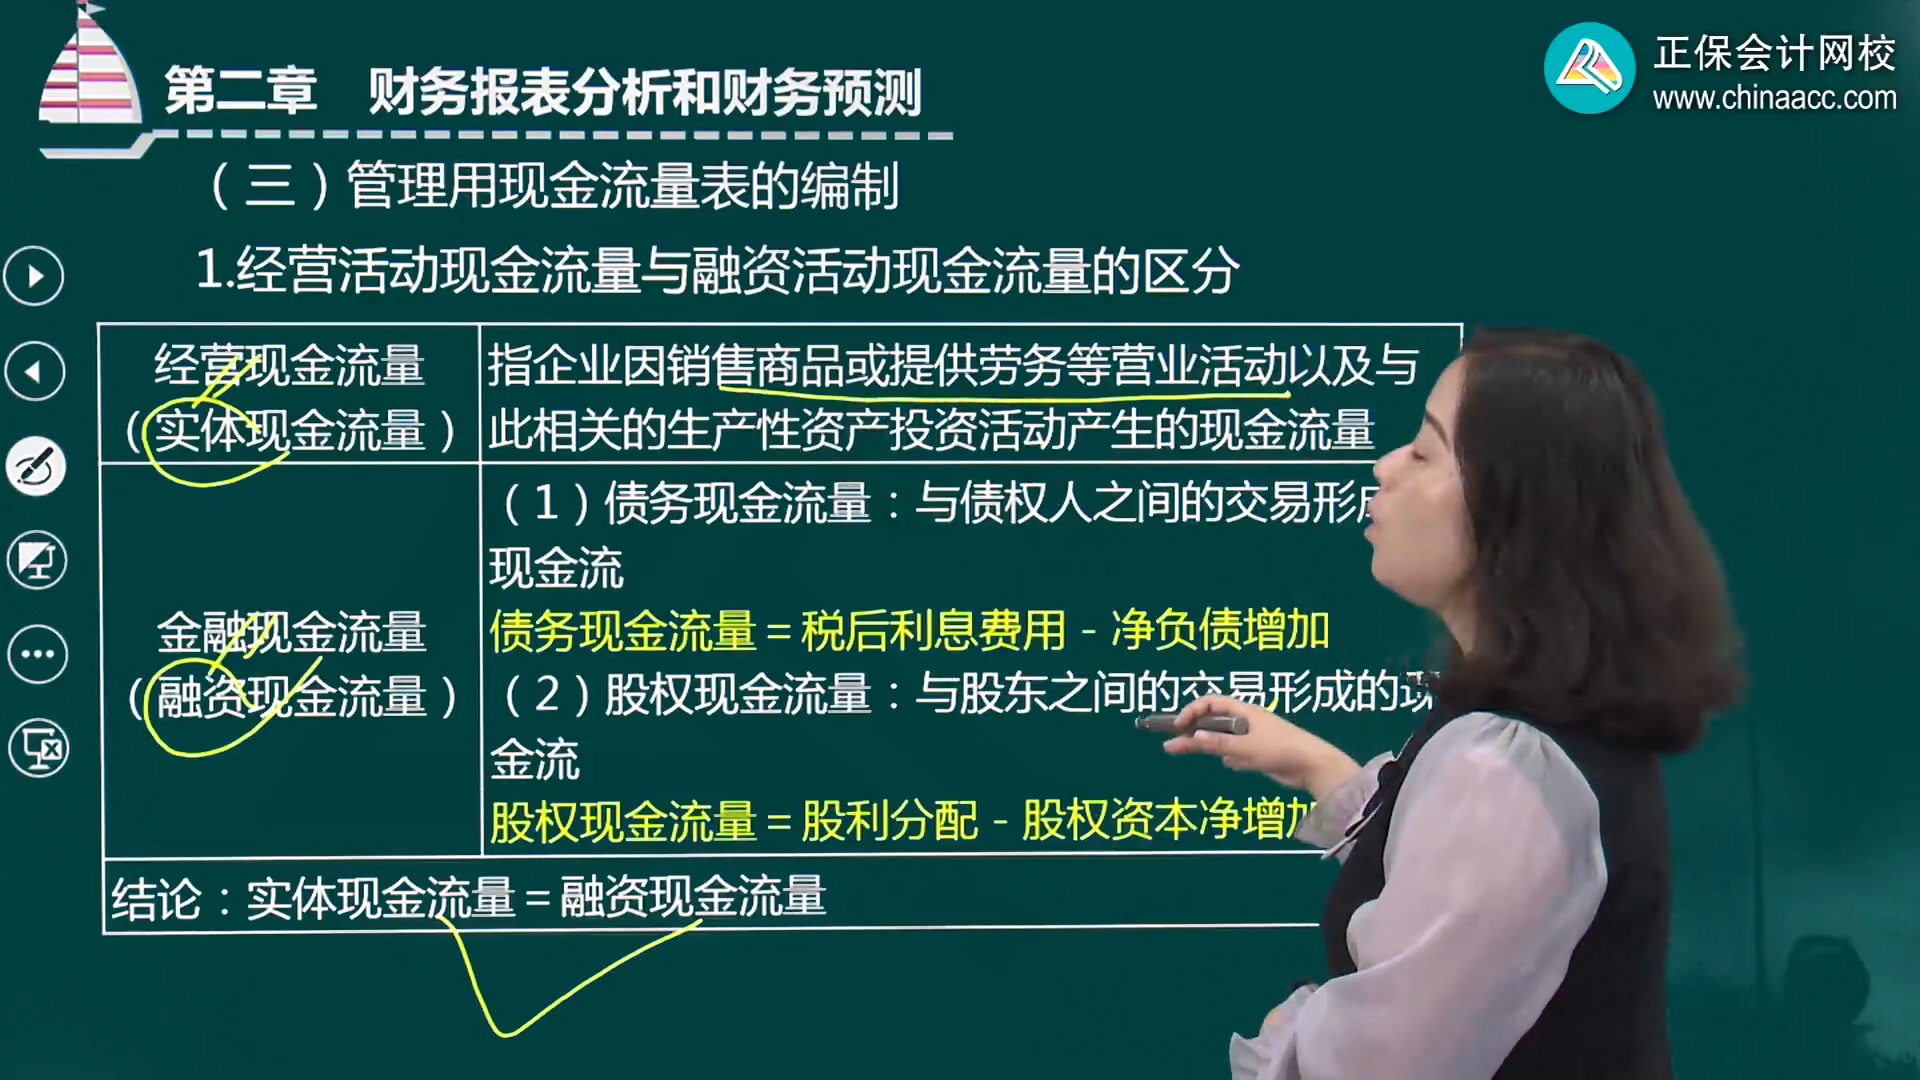 正保会计网校
www.chinaacc.com
第二章 财务报表分析和财务预测
（三）管理用现金流量表的编制
1.经营活动现金流量与融资活动现金流量的区分
经营现金流量
（实体现金流量）
指企业因销售商品或提供劳务等营业活动以及与
此相关的生产性资产投资活动产生的现金流量
金融现金流量
（融资现金流量）
（1）债务现金流量：与债权人之间的交易形成
现金流
债务现金流量＝税后利息费用－净负债增加
（2）股权现金流量：与股东之间的交易形成的现
金流
股权现金流量＝股利分配－股权资本净增加
结论：实体现金流量＝融资现金流量